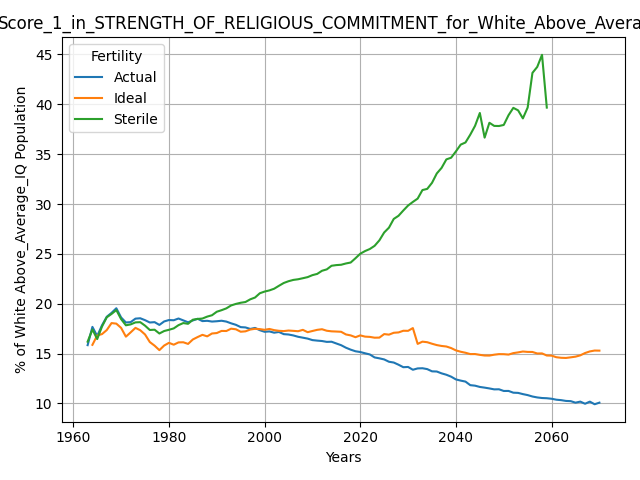 Score_1_in_STRENGTH_OF_RELIGIOUS_COMMITMENT_for_White_Above_Avera
Fertility
Actual
Ideal
Sterile
% of White Above_Average_IQ Population
45
40
35
30
25
20
15
10
1960 1980 2000 2020 2040 2060
Years